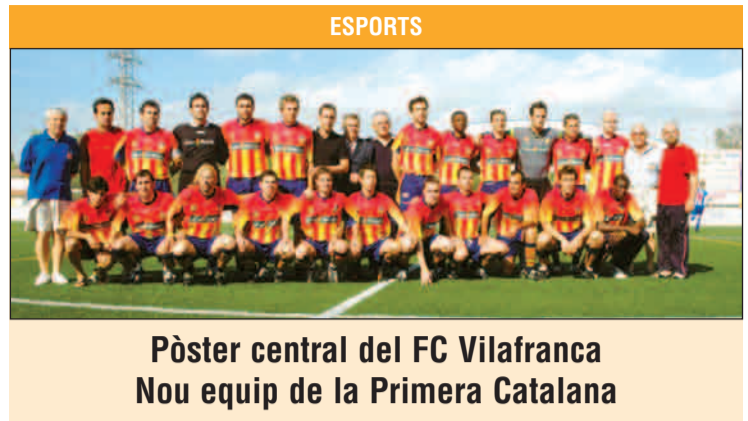 ESPORTS
Pòster central del FC Vilafranca
Nou equip de la Primera Catalana